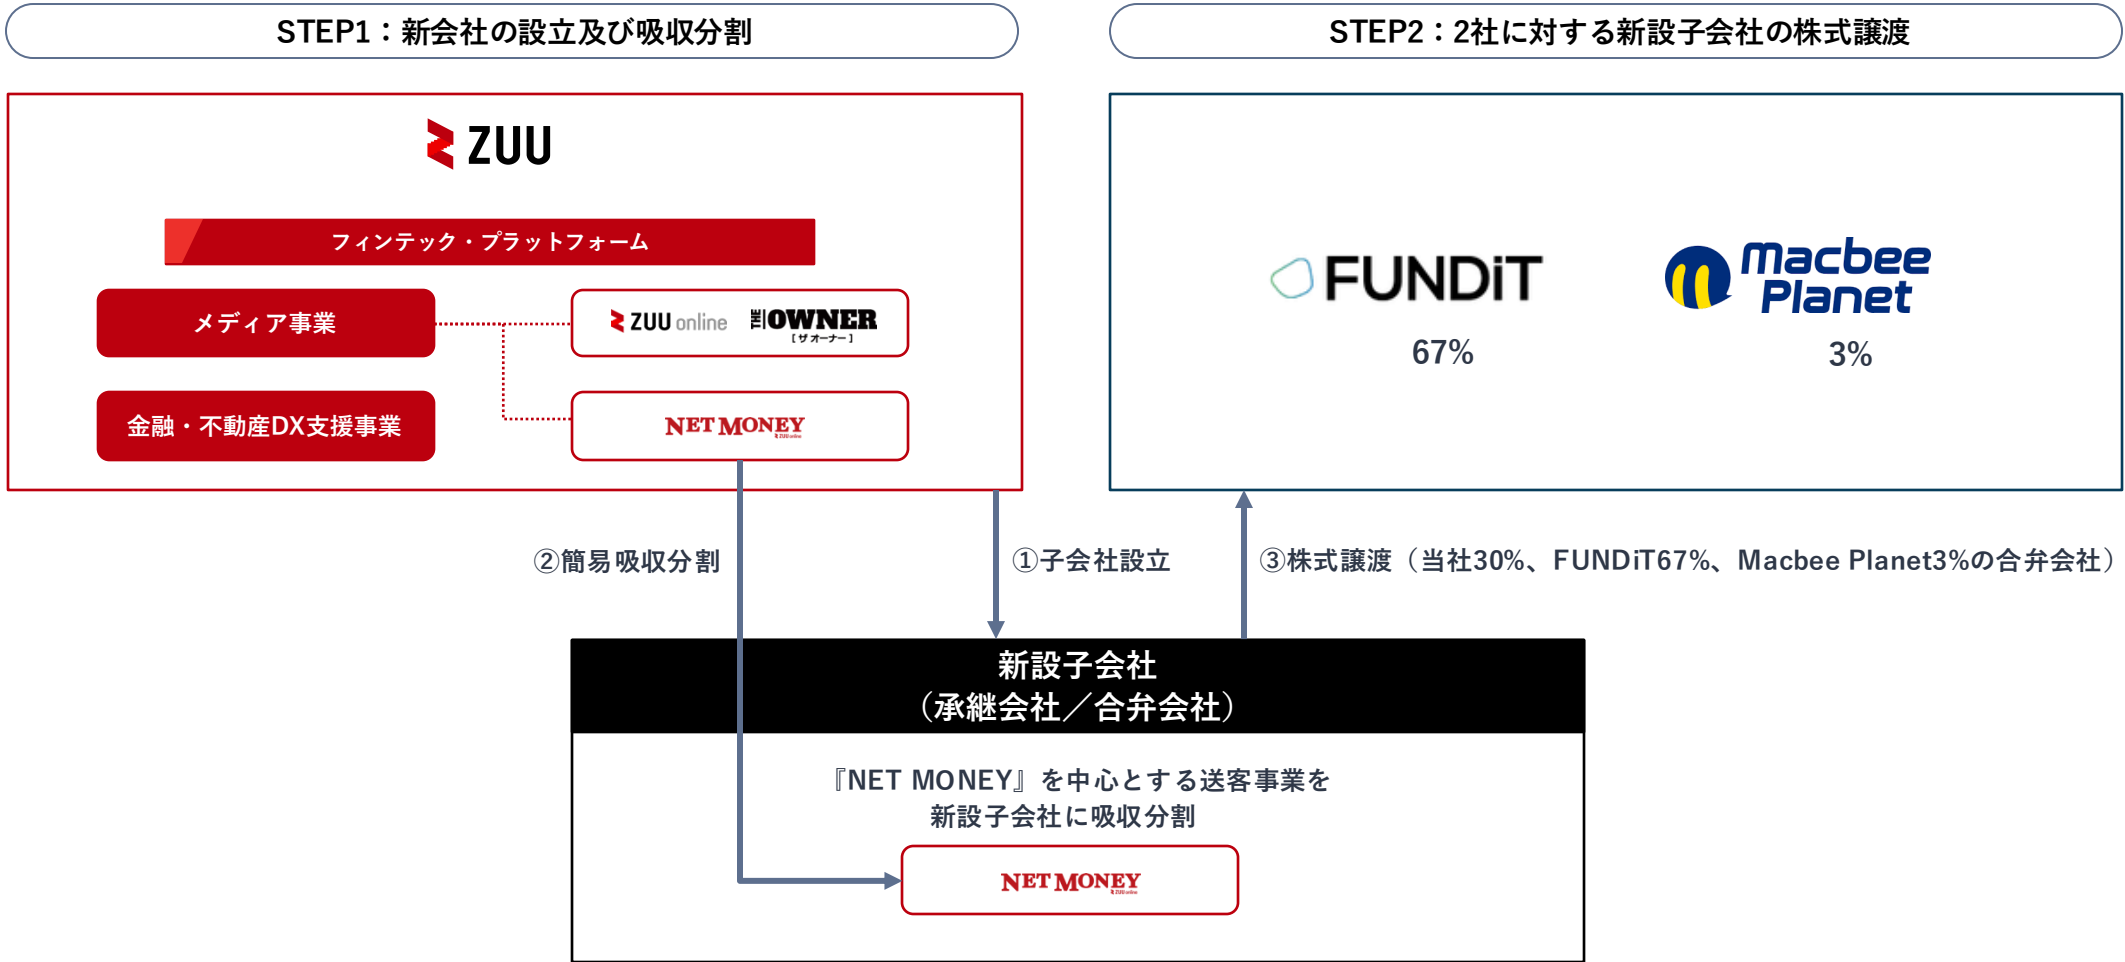 STEP1：新会社の設立及び吸収分割
STEP2：2社に対する新設子会社の株式譲渡
ZUU
フィンテック・プラットフォーム
メディア事業
ZUU online
THE OWNER
[ ザ オーナー ]
金融・不動産DX支援事業
NET MONEY
ZUU online
FUNDiT
67%
macbee
Planet
3%
②簡易吸収分割
①子会社設立
③株式譲渡（当社30%、FUNDiT67%、Macbee Planet3%の合弁会社）
新設子会社
（承継会社／合弁会社）
『NET MONEY』を中心とする送客事業を
新設子会社に吸収分割
NET MONEY
ZUU online